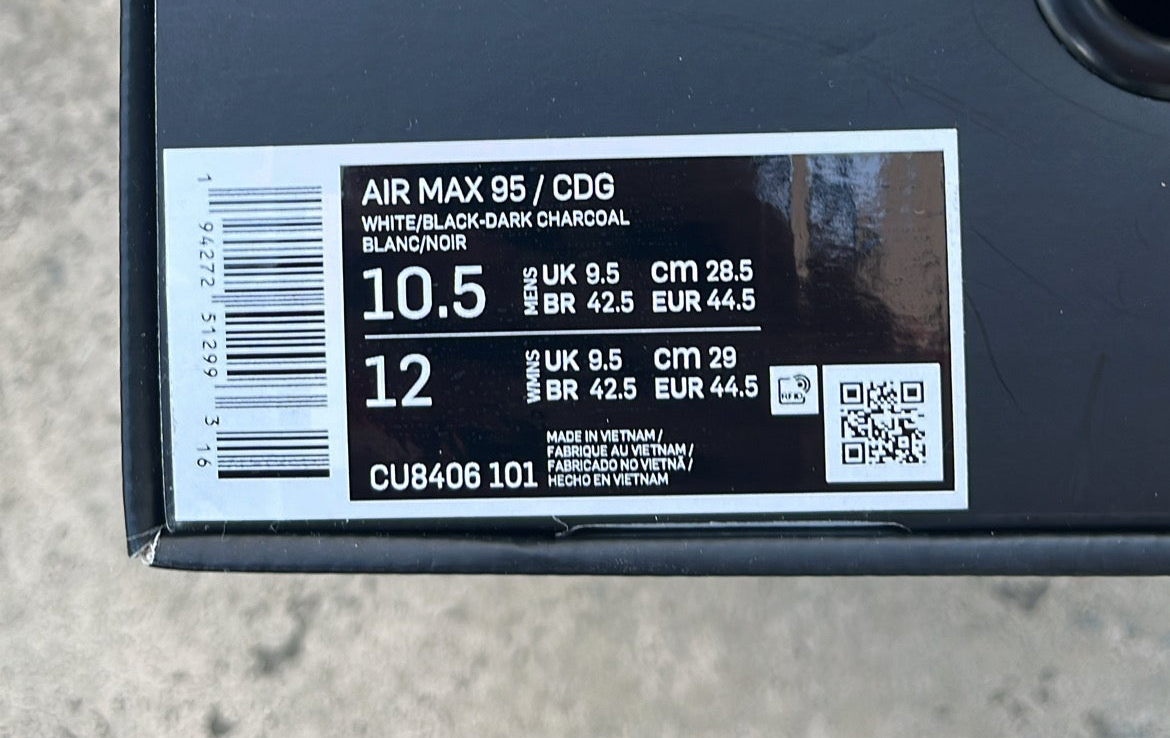 1 94272 51299 3 16
AIR MAX 95 / CDG
WHITE/BLACK-DARK CHARCOAL
BLANC/NOIR
10.5 MENS UK 9.5 cm 28.5
BR 42.5 EUR 44.5
12 WMNS UK 9.5 cm 29
BR 42.5 EUR 44.5
RFID
CU8406 101
MADE IN VIETNAM /
FABRIQUE AU VIETNAM /
FABRICADO NO VIETNÃ /
HECHO EN VIETNAM